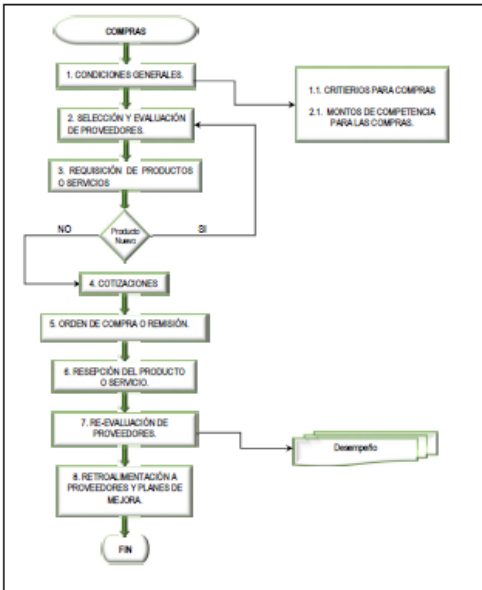 COMPRAS
1. CONDICIONES GENERALES.
1.1. CRITIERIOS PARA COMPRAS
2.1. MONTOS DE COMPETENCIA
PARA LAS COMPRAS.
2. SELECCIÓN Y EVALUACIÓN
DE PROVEEDORES.
3. REQUISICIÓN DE PRODUCTOS
O SERVICIOS
NO
Producto
Nuevo
SI
4. COTIZACIONES
5. ORDEN DE COMPRA O REMISIÓN.
6. RESEPCIÓN DEL PRODUCTO
O SERVICIO.
7. RE-EVALUACIÓN DE
PROVEEDORES.
Desempeño
8. RETROALIMENTACIÓN A
PROVEEDORES Y PLANES DE
MEJORA.
FIN